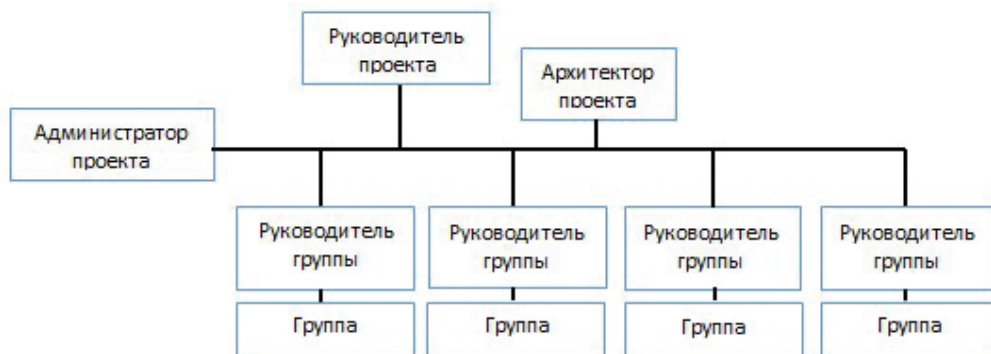 Руководитель
проекта
Архитектор
проекта
Администратор
проекта
Руководитель
группы
Руководитель
группы
Руководитель
группы
Руководитель
группы
Группа
Группа
Группа
Группа